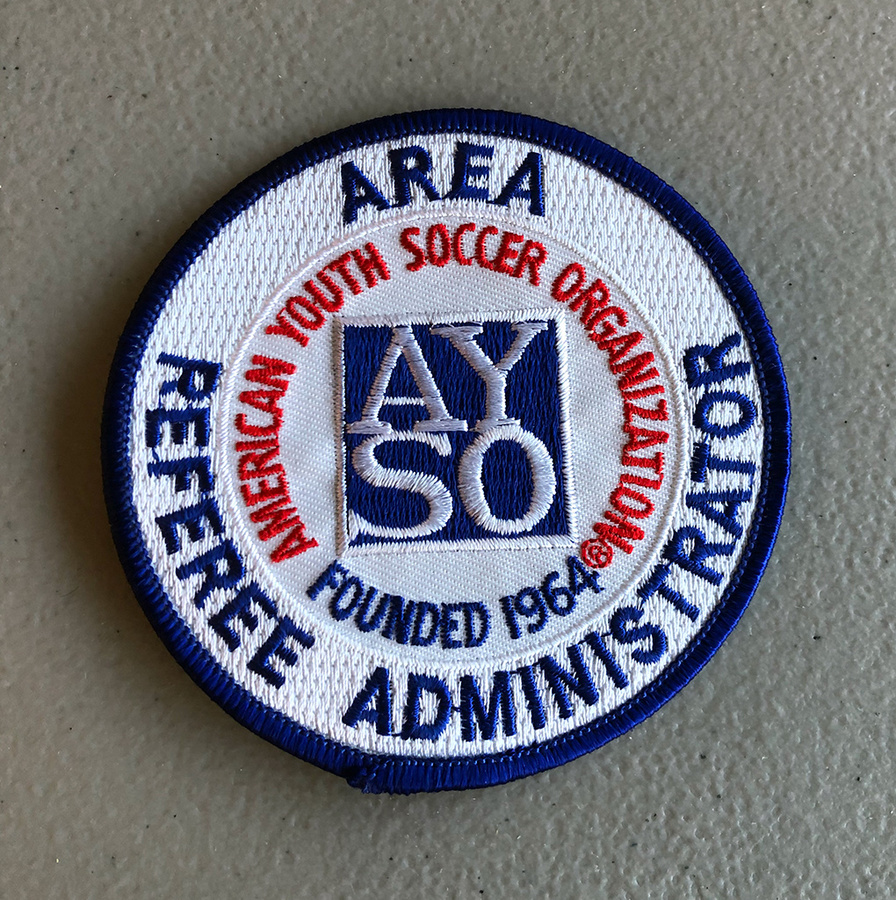 AREA
AMERICAN YOUTH SOCCER ORGANIZATION®
AY
SO
FOUNDED 1964
REFEREE ADMINISTRATOR